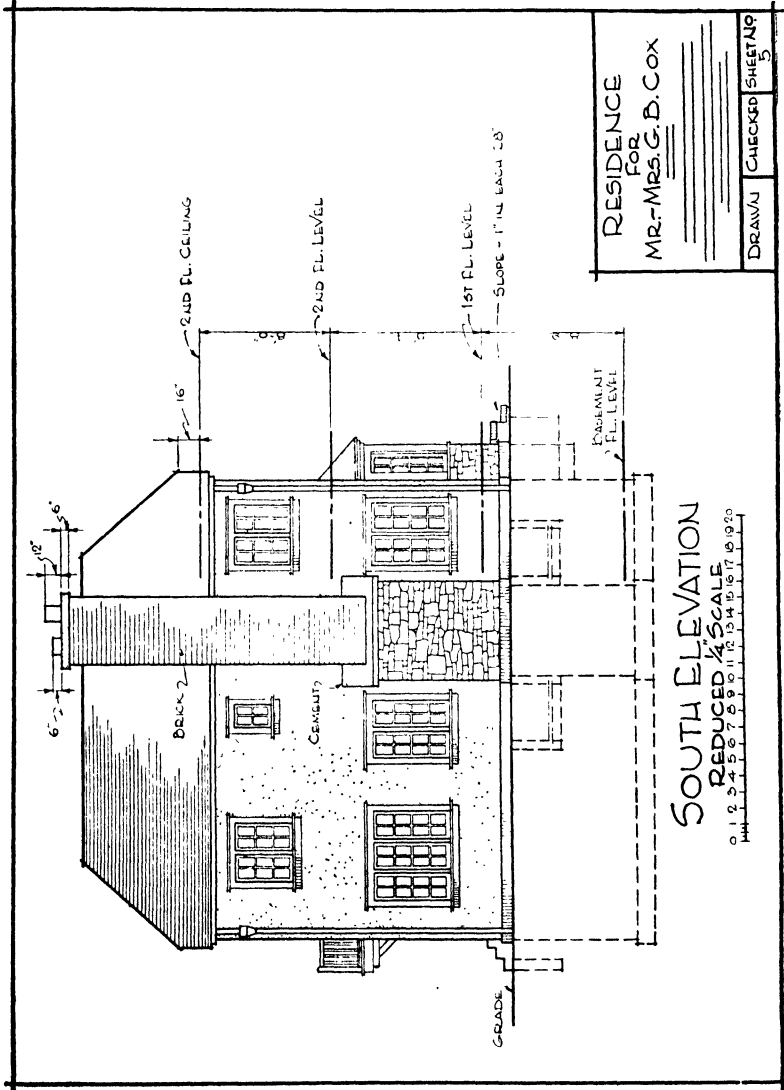 12"
6"
6"
16"
2ND FL. CEILING
BRICK
2ND FL. LEVEL
CEMENT
1ST FL. LEVEL
SLOPE - 1" IN EACH
GRADE
BASEMENT
FL. LEVEL
SOUTH ELEVATION
REDUCED 1/4" SCALE
0 1 2 3 4 5 6 7 8 9 10 11 12 13 14 15 16 17 18 19 20
RESIDENCE
FOR
MR.-MRS. G. B. COX
DRAWN
CHECKED
SHEET NO
5